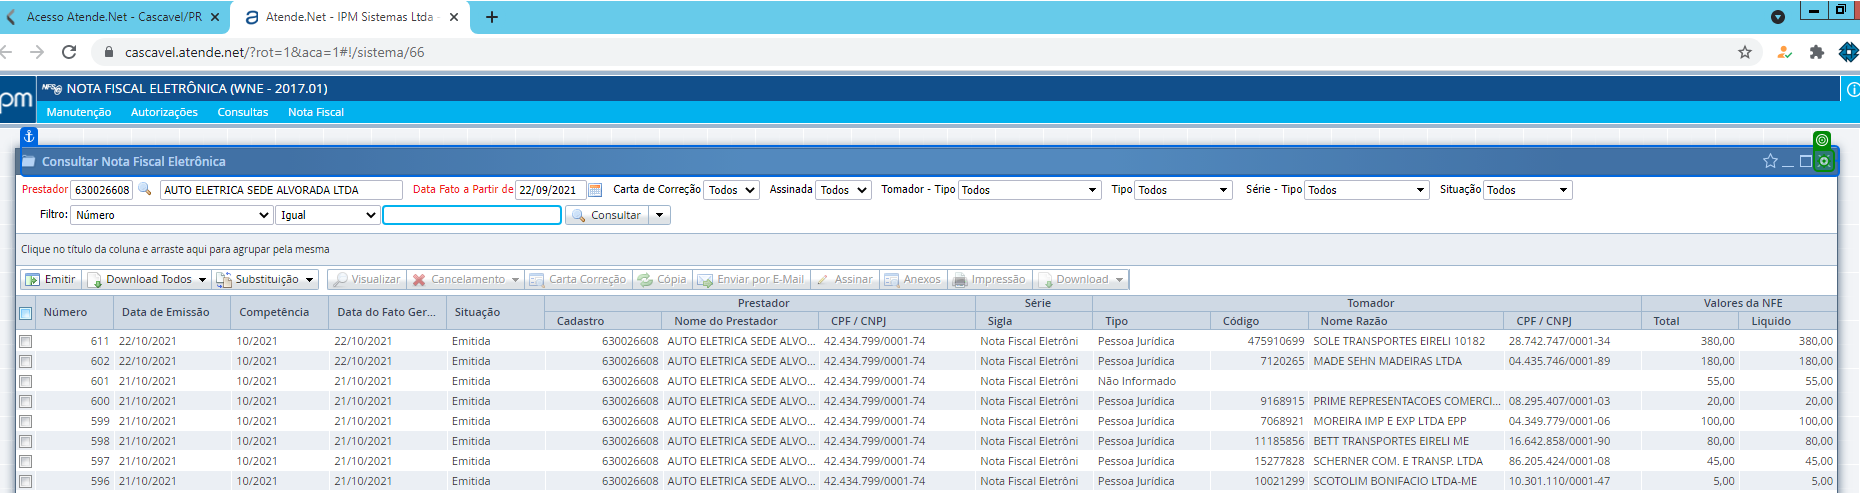 Acesso Atende.Net - Cascavel/PR
Atende.Net - IPM Sistemas Ltda -
cascavel.atende.net/?rot=1&aca=1#!/sistema/66
pm NFS-e NOTA FISCAL ELETRÔNICA (WNE - 2017.01)
Manutenção Autorizações Consultas Nota Fiscal
Consultar Nota Fiscal Eletrônica
Prestador 630026608 AUTO ELETRICA SEDE ALVORADA LTDA Data Fato a Partir de 22/09/2021 Carta de Correção Todos Assinada Todos Tomador - Tipo Todos Tipo Todos Série - Tipo Todos Situação Todos
Filtro: Número Igual Consultar
Clique no título da coluna e arraste aqui para agrupar pela mesma
Emitir Download Todos Substituição Visualizar Cancelamento Carta Correção Cópia Enviar por E-Mail Assinar Anexos Impressão Download
Prestador Série Tomador Valores da NFE
Número Data de Emissão Competência Data do Fato Ger... Situação Cadastro Nome do Prestador CPF / CNPJ Sigla Tipo Código Nome Razão CPF / CNPJ Total Liquido
611 22/10/2021 10/2021 22/10/2021 Emitida 630026608 AUTO ELETRICA SEDE ALVO... 42.434.799/0001-74 Nota Fiscal Eletrôni Pessoa Jurídica 475910699 SOLE TRANSPORTES EIRELI 10182 28.742.747/0001-34 380,00 380,00
602 22/10/2021 10/2021 22/10/2021 Emitida 630026608 AUTO ELETRICA SEDE ALVO... 42.434.799/0001-74 Nota Fiscal Eletrôni Pessoa Jurídica 7120265 MADE SEHN MADEIRAS LTDA 04.435.746/0001-89 180,00 180,00
601 21/10/2021 10/2021 21/10/2021 Emitida 630026608 AUTO ELETRICA SEDE ALVO... 42.434.799/0001-74 Nota Fiscal Eletrôni Não Informado 55,00 55,00
600 21/10/2021 10/2021 21/10/2021 Emitida 630026608 AUTO ELETRICA SEDE ALVO... 42.434.799/0001-74 Nota Fiscal Eletrôni Pessoa Jurídica 9168915 PRIME REPRESENTACOES COMERCI... 08.295.407/0001-03 20,00 20,00
599 21/10/2021 10/2021 21/10/2021 Emitida 630026608 AUTO ELETRICA SEDE ALVO... 42.434.799/0001-74 Nota Fiscal Eletrôni Pessoa Jurídica 7068921 MOREIRA IMP E EXP LTDA EPP 04.349.779/0001-06 100,00 100,00
598 21/10/2021 10/2021 21/10/2021 Emitida 630026608 AUTO ELETRICA SEDE ALVO... 42.434.799/0001-74 Nota Fiscal Eletrôni Pessoa Jurídica 11185856 BETT TRANSPORTES EIRELI ME 16.642.858/0001-90 80,00 80,00
597 21/10/2021 10/2021 21/10/2021 Emitida 630026608 AUTO ELETRICA SEDE ALVO... 42.434.799/0001-74 Nota Fiscal Eletrôni Pessoa Jurídica 15277828 SCHERNER COM. E TRANSP. LTDA 86.205.424/0001-08 45,00 45,00
596 21/10/2021 10/2021 21/10/2021 Emitida 630026608 AUTO ELETRICA SEDE ALVO... 42.434.799/0001-74 Nota Fiscal Eletrôni Pessoa Jurídica 10021299 SCOTOLIM BONIFACIO LTDA-ME 10.301.110/0001-47 5,00 5,00